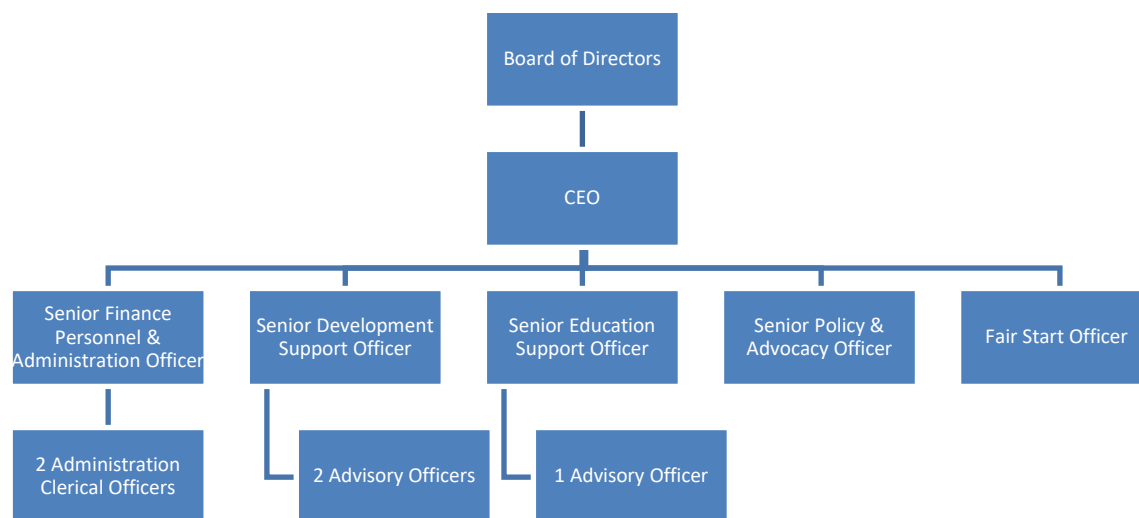 Board of Directors
CEO
Senior Finance
Personnel &
Administration Officer
Senior Development
Support Officer
Senior Education
Support Officer
Senior Policy &
Advocacy Officer
Fair Start Officer
2 Administration
Clerical Officers
2 Advisory Officers
1 Advisory Officer